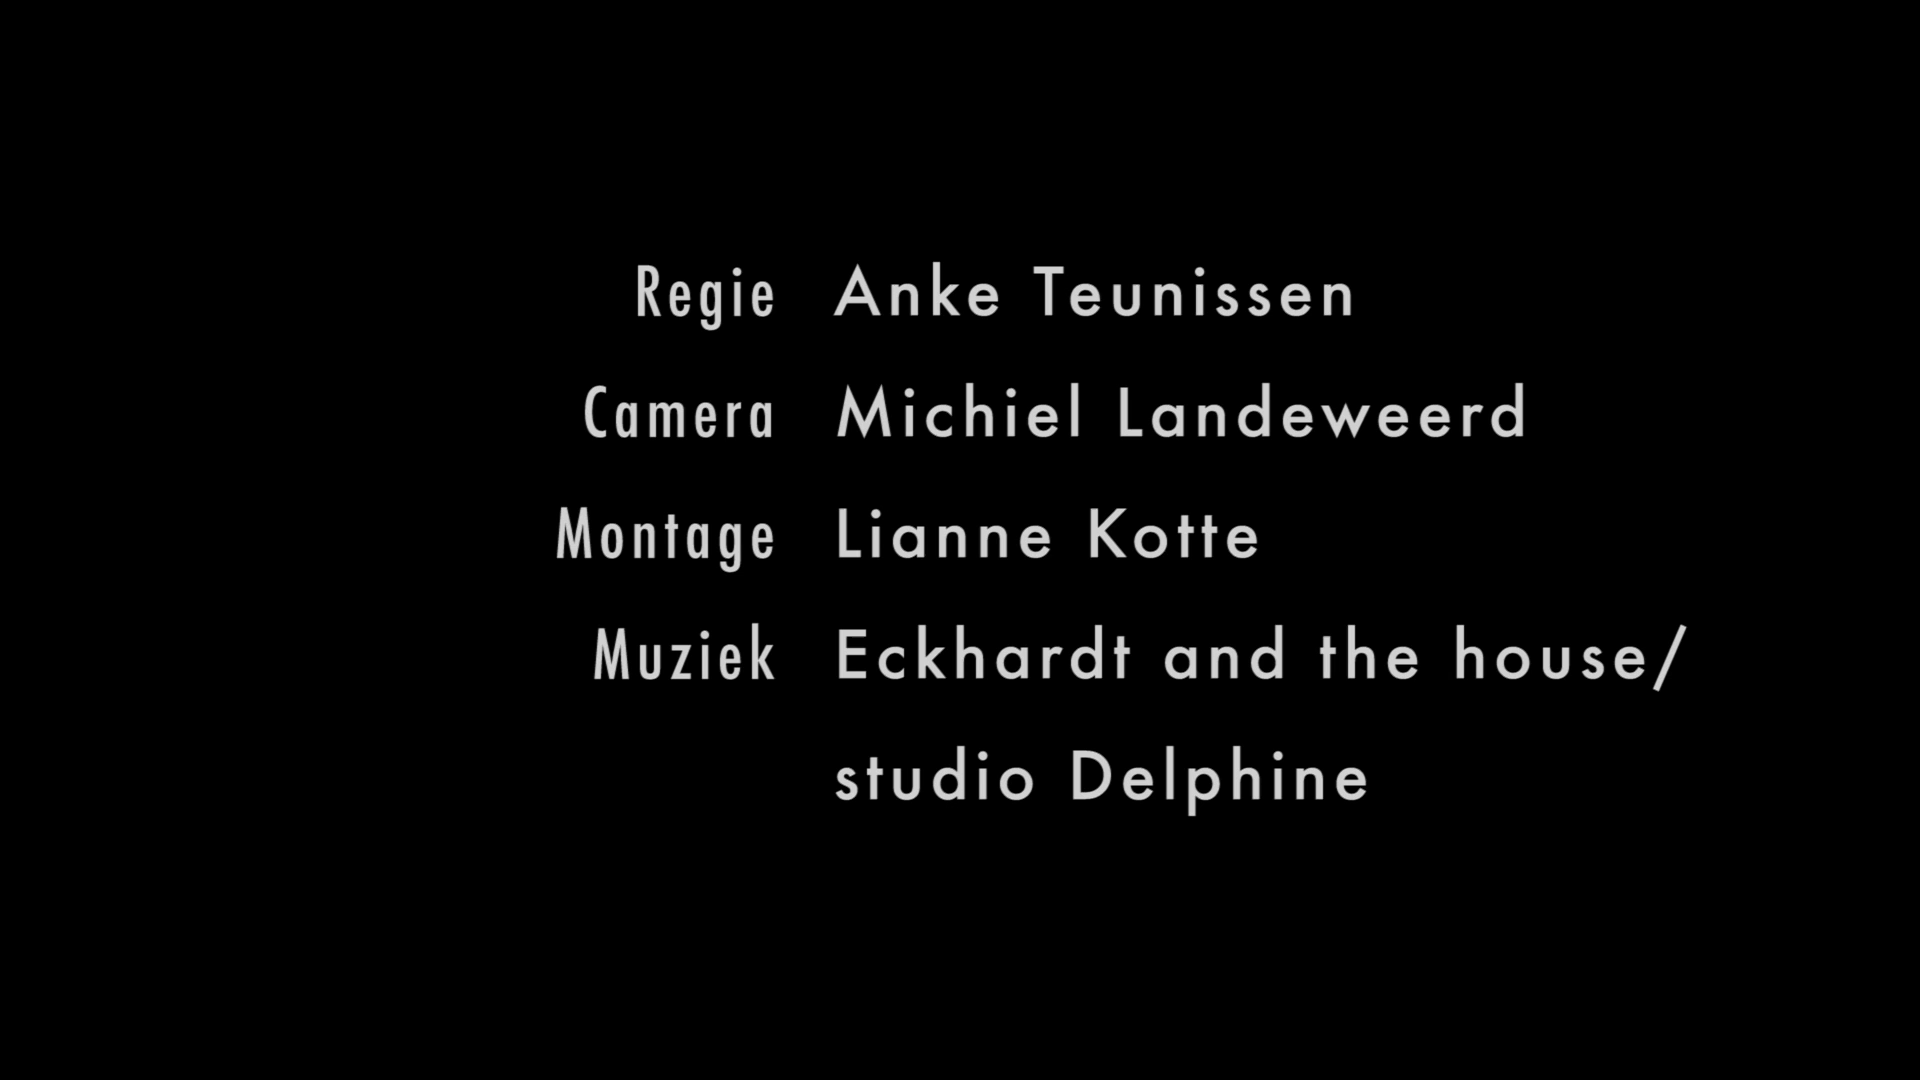 Regie Anke Teunissen
Camera Michiel Landeweerd
Montage Lianne Kotte
Muziek Eckhardt and the house/
studio Delphine